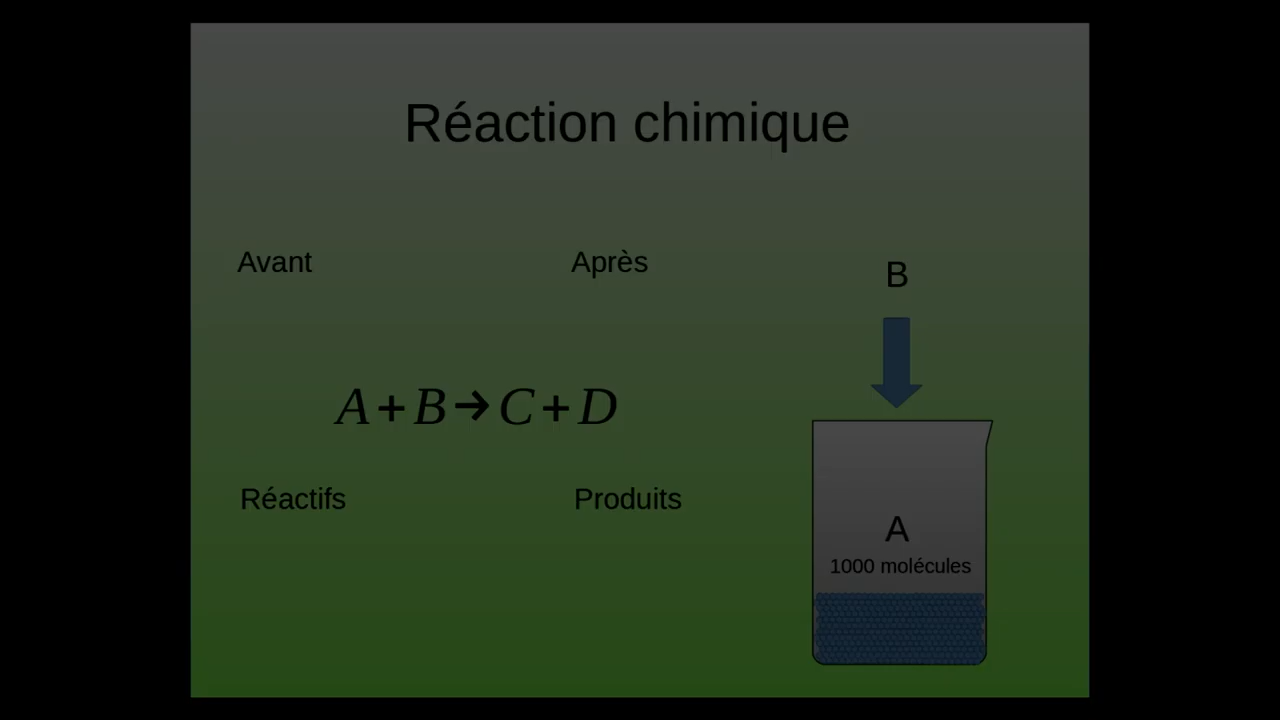 Réaction chimique
Avant
Après
B
A+B→C+D
Réactifs
Produits
A
1000 molécules